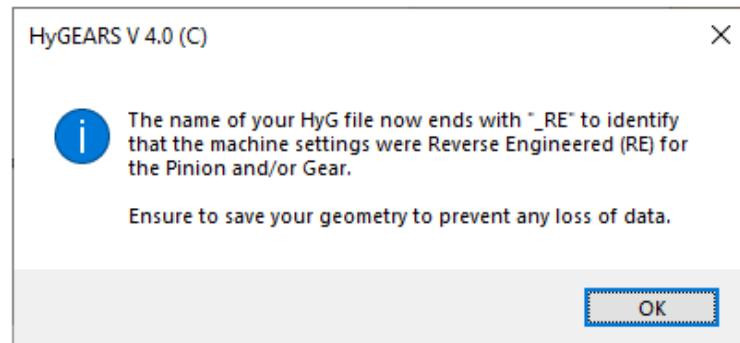 HyGEARS V 4.0 (C)
The name of your HyG file now ends with "_RE" to identify
that the machine settings were Reverse Engineered (RE) for
the Pinion and/or Gear.
Ensure to save your geometry to prevent any loss of data.
OK